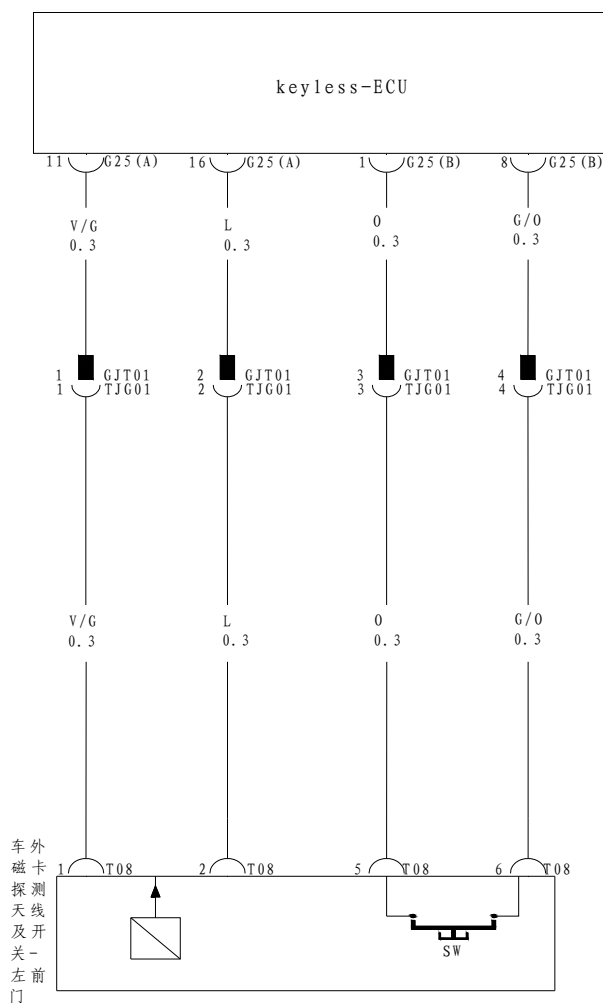 keyless-ECU
11 G25(A) 16 G25(A) 1 G25(B) 8 G25(B)
V/G L O G/O
0.3 0.3 0.3 0.3
1 GJT01 2 GJT01 3 GJT01 4 GJT01
1 TJG01 2 TJG01 3 TJG01 4 TJG01
V/G L O G/O
0.3 0.3 0.3 0.3
1 T08 2 T08 5 T08 6 T08
车外
磁卡
探测
天线
及开
关-
左前
门
SW